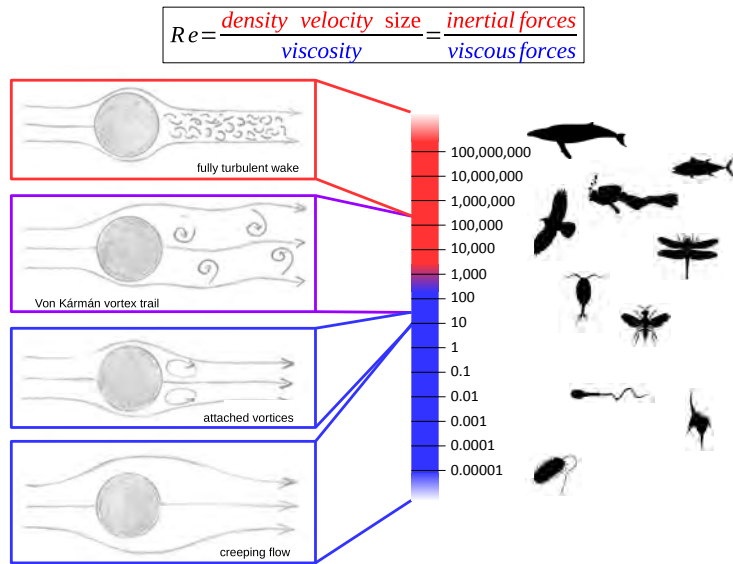 Re = density velocity size / viscosity = inertial forces / viscous forces
fully turbulent wake
Von Kármán vortex trail
attached vortices
creeping flow
100,000,000
10,000,000
1,000,000
100,000
10,000
1,000
100
10
1
0.1
0.01
0.001
0.0001
0.00001